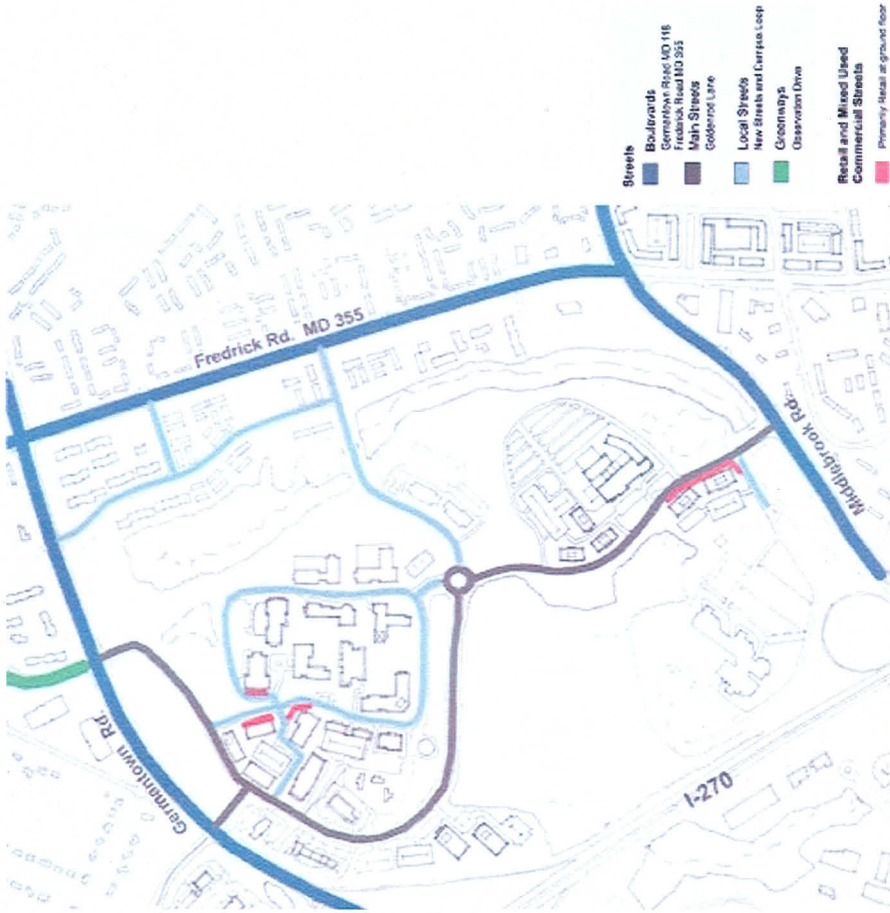 Streets
Boulevards
Germantown Road MD 118
Frederick Road MD 355
Main Streets
Goldenrod Lane
Local Streets
New Streets and Campus Loop
Greenways
Observation Drive
Retail and Mixed Used
Commercial Streets
Primarily Retail at ground floor
Fredrick Rd. MD 355
Germantown Rd.
Middlebrook Rd.
I-270